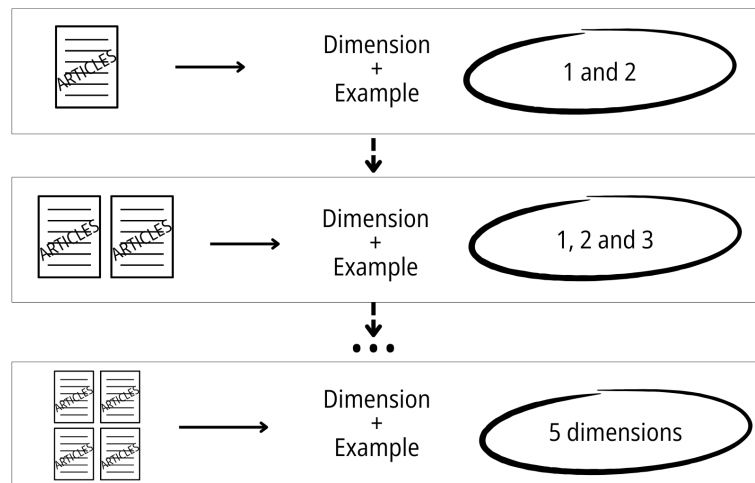 ARTICLES
Dimension
+
Example
1 and 2
ARTICLES
ARTICLES
Dimension
+
Example
1, 2 and 3
...
ARTICLES
ARTICLES
ARTICLES
ARTICLES
Dimension
+
Example
5 dimensions